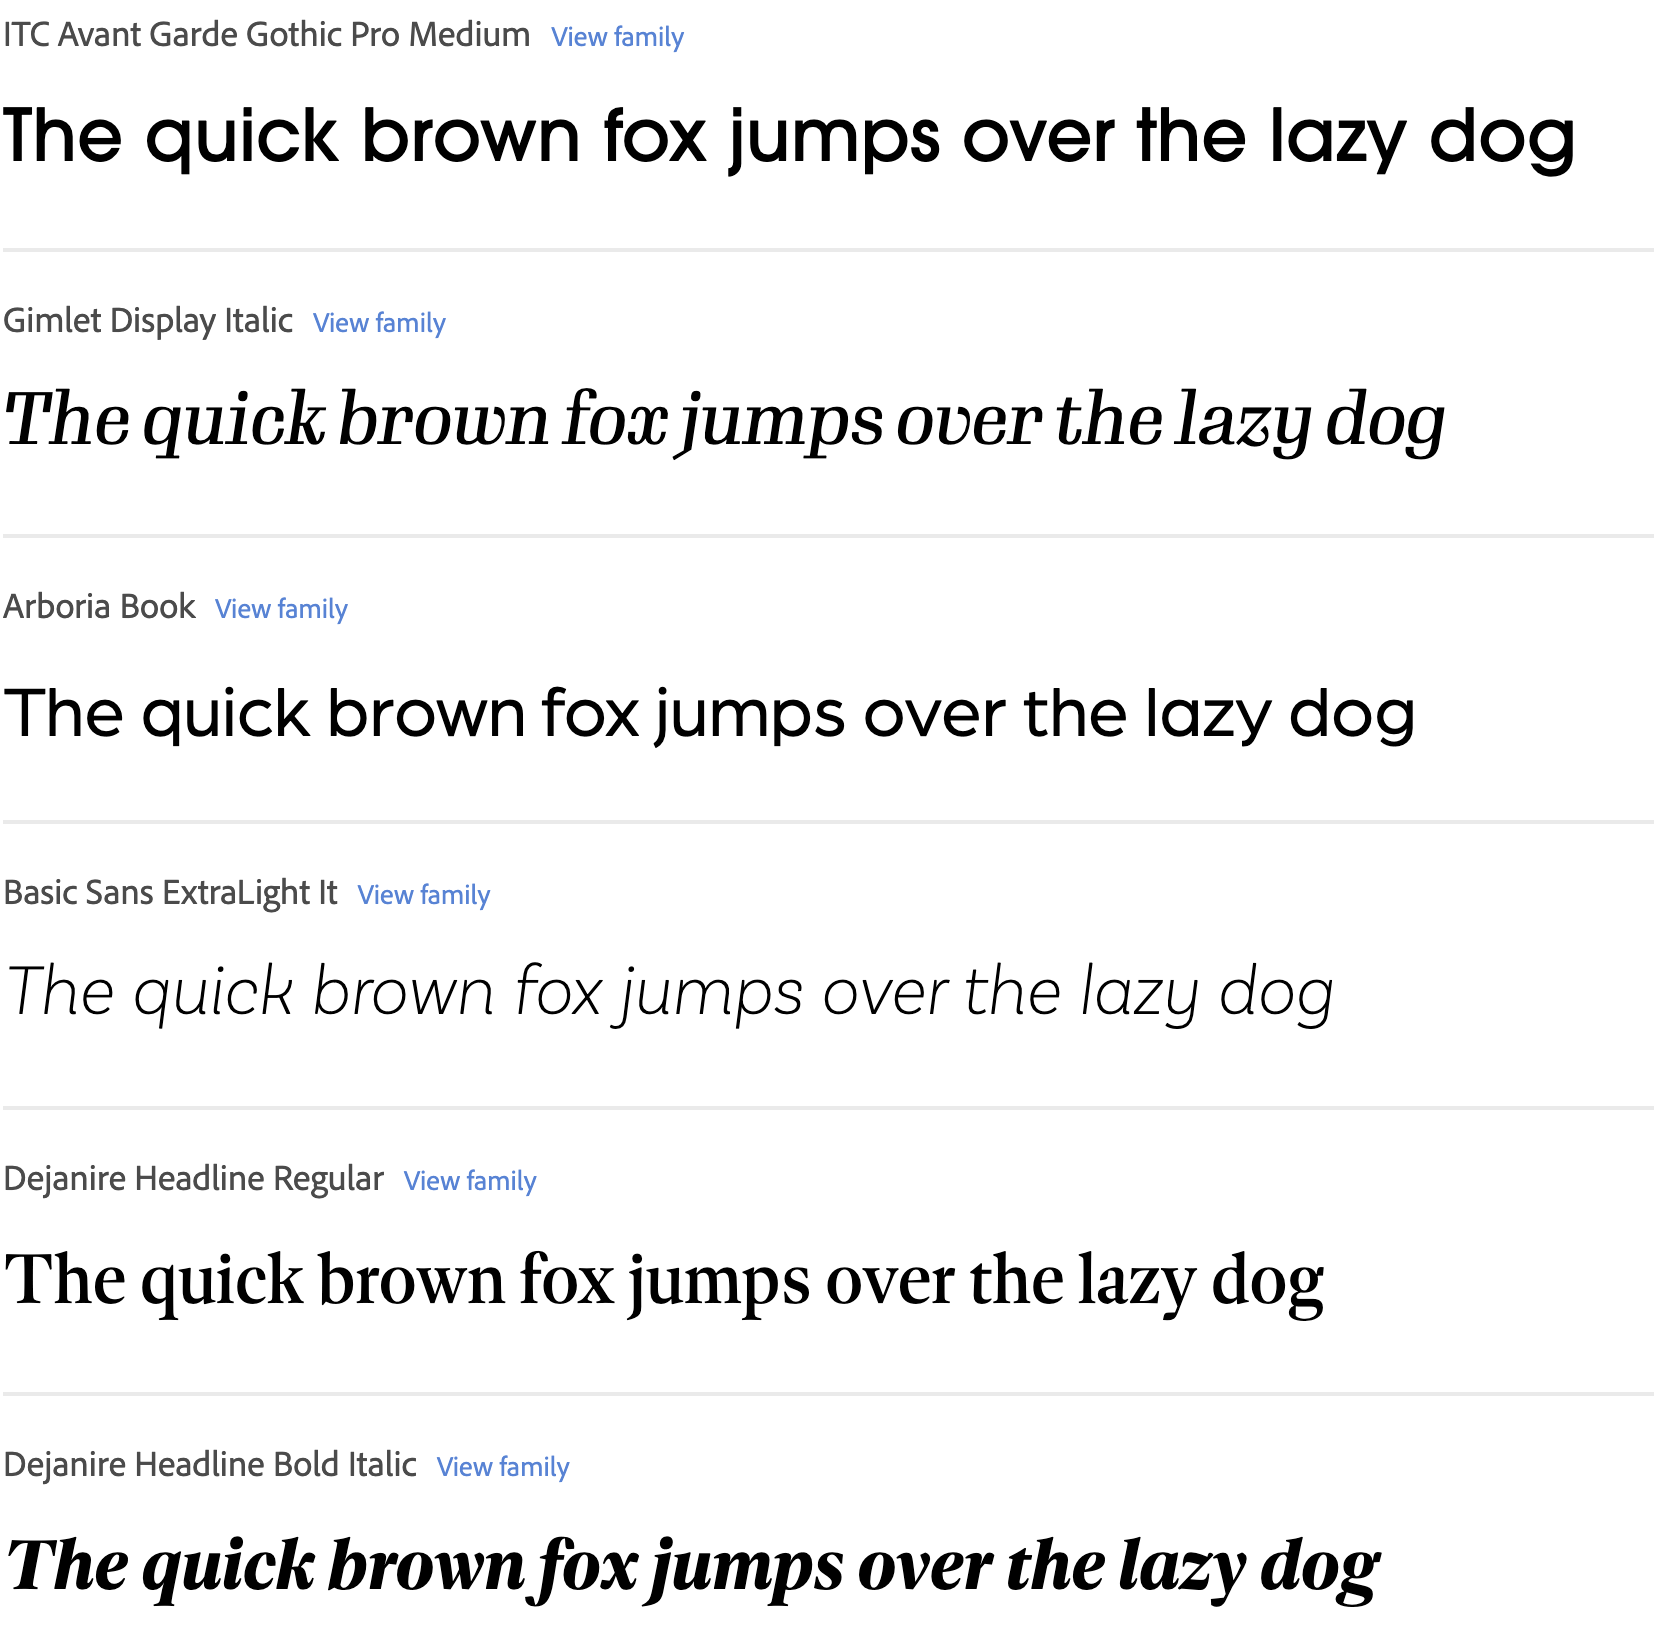 ITC Avant Garde Gothic Pro Medium View family
The quick brown fox jumps over the lazy dog
Gimlet Display Italic View family
The quick brown fox jumps over the lazy dog
Arboria Book View family
The quick brown fox jumps over the lazy dog
Basic Sans ExtraLight It View family
The quick brown fox jumps over the lazy dog
Dejanire Headline Regular View family
The quick brown fox jumps over the lazy dog
Dejanire Headline Bold Italic View family
The quick brown fox jumps over the lazy dog